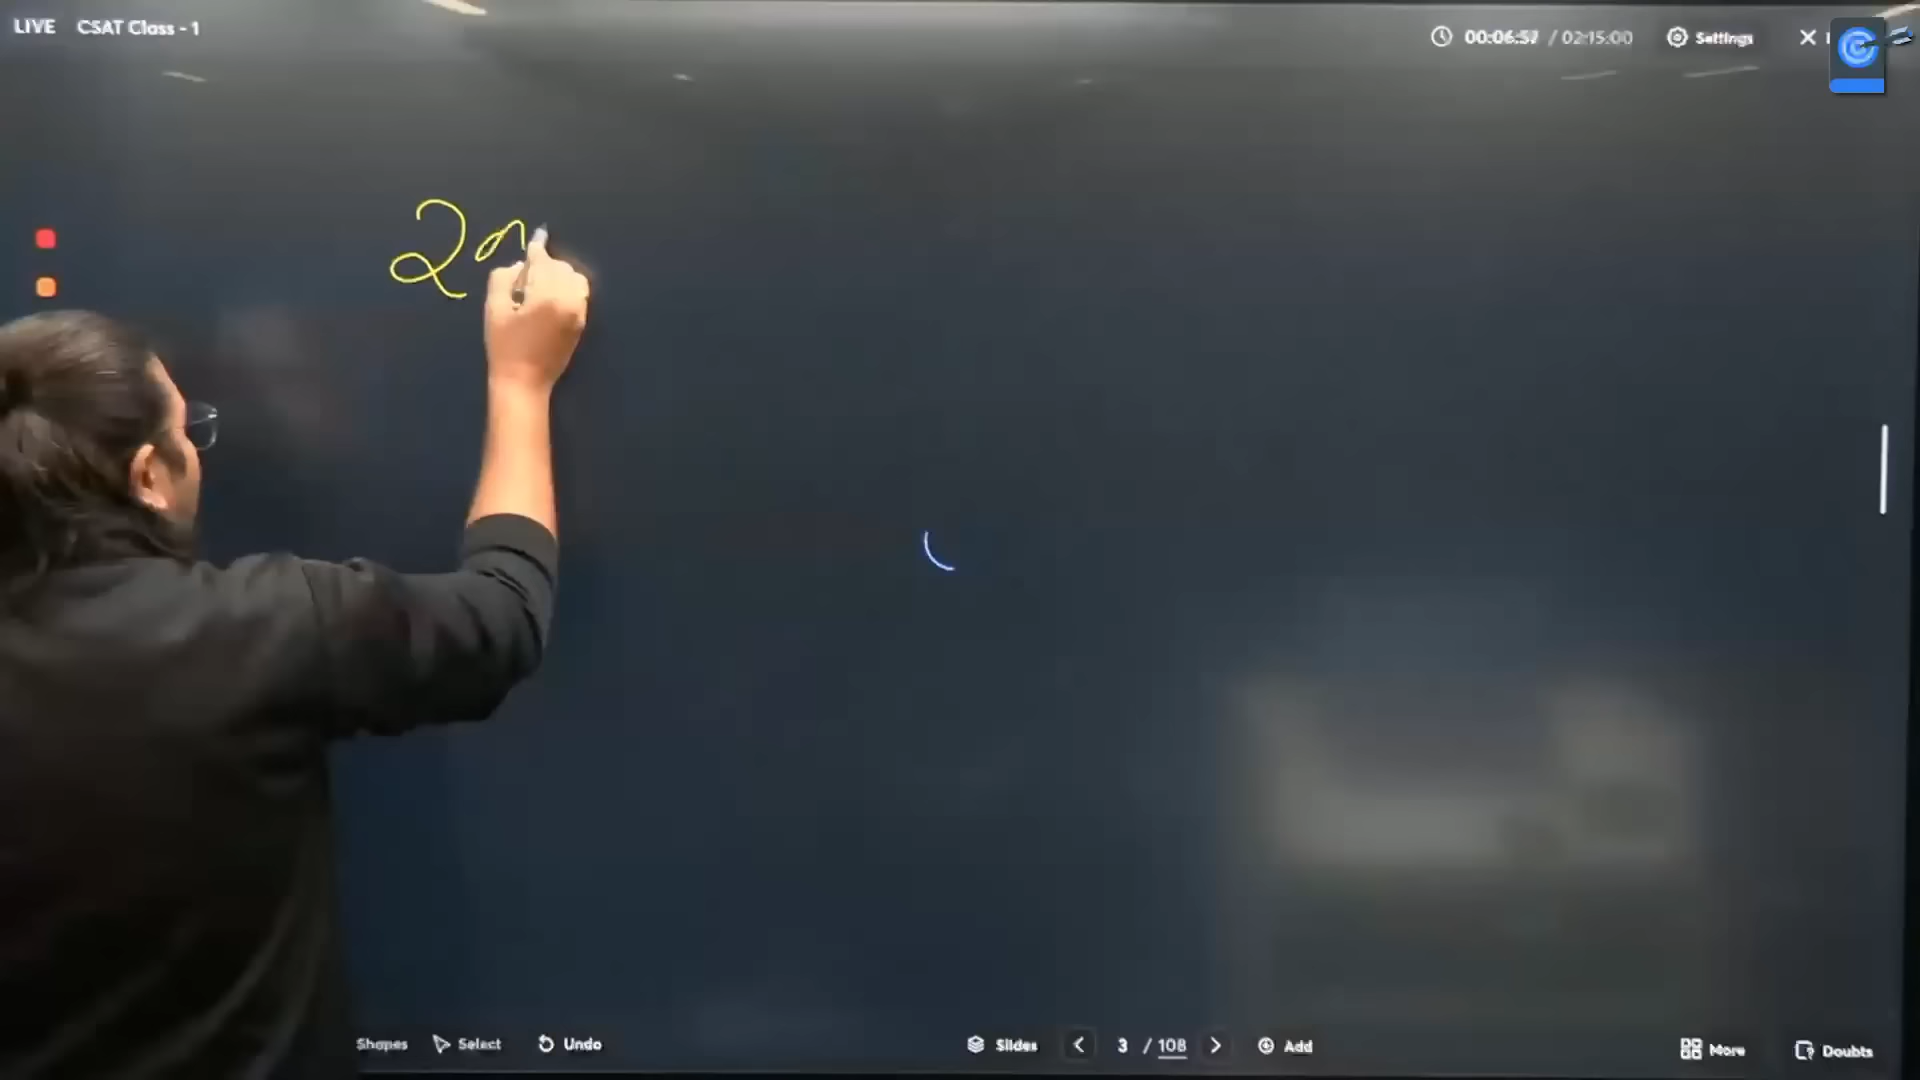 LIVE CSAT Class - 1
00:06:57 / 02:15:00 Settings
2n
Shapes Select Undo Slides 3 / 108 Add More Doubts